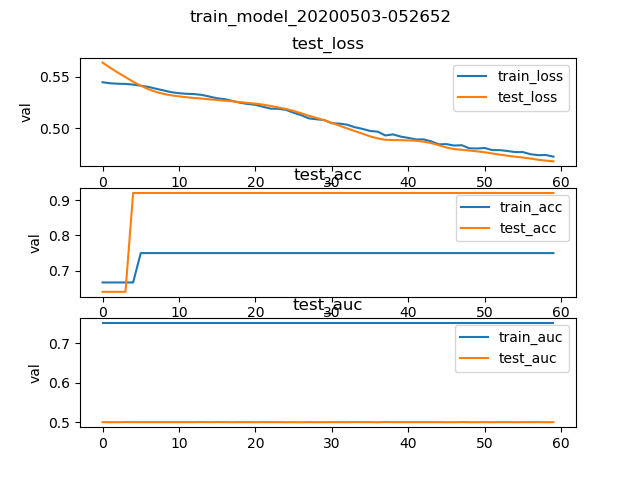 train_model_20200503-052652
test_loss
0.55
0.50
val
train_loss
test_loss
0 10 20 30 40 50 60
test_acc
0.9
0.8
0.7
val
train_acc
test_acc
0 10 20 30 40 50 60
test_auc
0.7
0.6
0.5
val
train_auc
test_auc
0 10 20 30 40 50 60